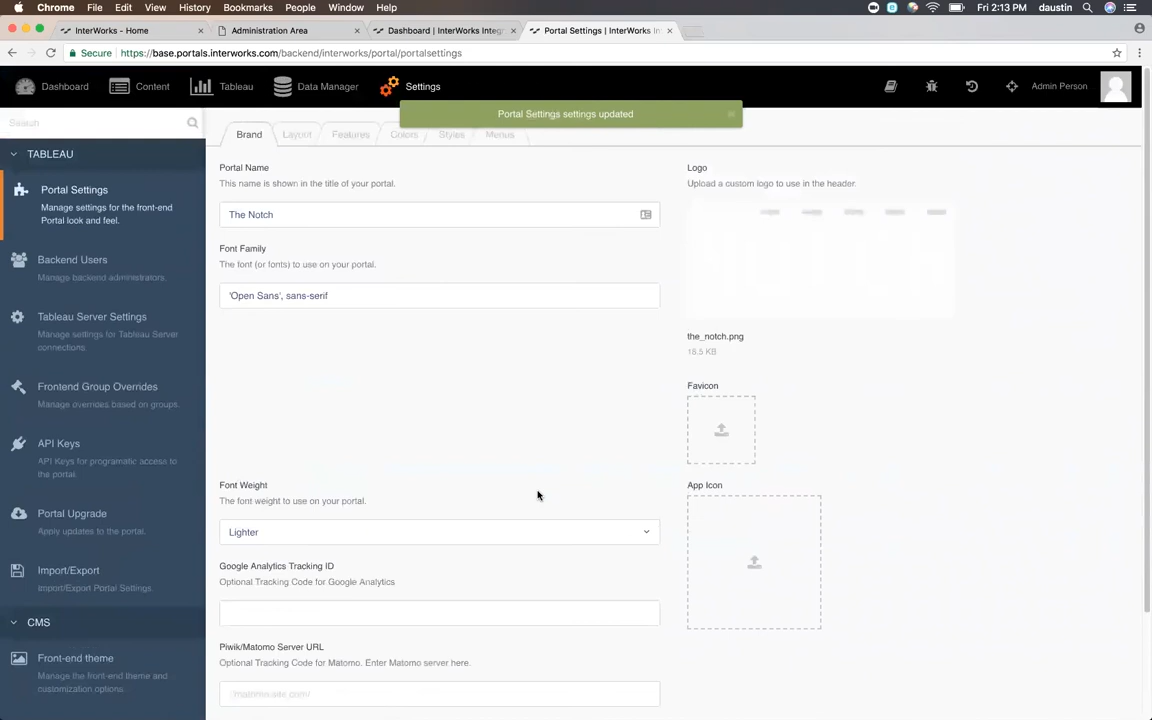 Chrome File Edit View History Bookmarks People Window Help Fri 2:13 PM daustin
InterWorks - Home Administration Area Dashboard | InterWorks Integ Portal Settings | InterWorks In
Secure https://base.portals.interworks.com/backend/interworks/portal/portalsettings
Dashboard Content Tableau Data Manager Settings Admin Person
Portal Settings settings updated
Search
Brand Layout Features Colors Styles Menus
TABLEAU
Portal Settings
Manage settings for the front-end
Portal look and feel.
Backend Users
Manage backend administrators.
Tableau Server Settings
Manage settings for Tableau Server
connections.
Frontend Group Overrides
Manage overrides based on groups.
API Keys
API Keys for programatic access to
the portal.
Portal Upgrade
Apply updates to the portal.
Import/Export
Import/Export Portal Settings.
CMS
Front-end theme
Manage the front-end theme and
customization options.
Portal Name
This name is shown in the title of your portal.
The Notch
Font Family
The font (or fonts) to use on your portal.
'Open Sans', sans-serif
Font Weight
The font weight to use on your portal.
Lighter
Google Analytics Tracking ID
Optional Tracking Code for Google Analytics
Piwik/Matomo Server URL
Optional Tracking Code for Matomo. Enter Matomo server here.
Logo
Upload a custom logo to use in the header.
the_notch.png
18.5 KB
Favicon
App Icon